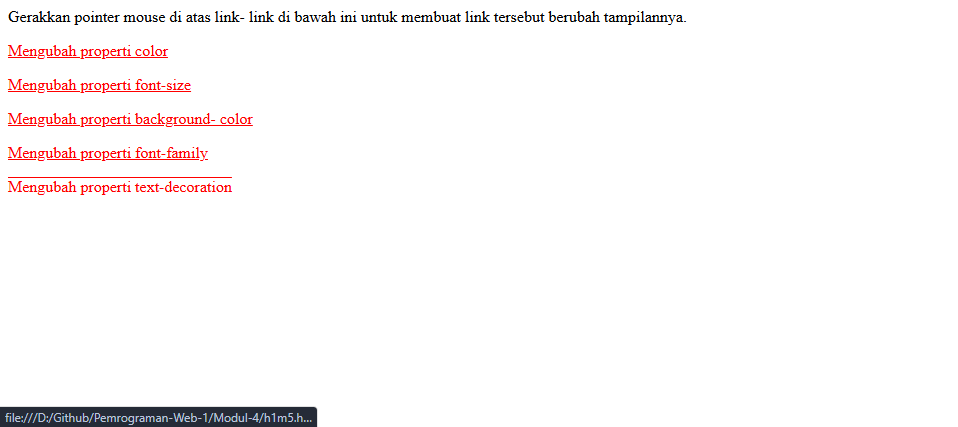 Gerakkan pointer mouse di atas link- link di bawah ini untuk membuat link tersebut berubah tampilannya.
Mengubah properti color
Mengubah properti font-size
Mengubah properti background- color
Mengubah properti font-family
Mengubah properti text-decoration
file:///D:/Github/Pemrograman-Web-1/Modul-4/h1m5.h...